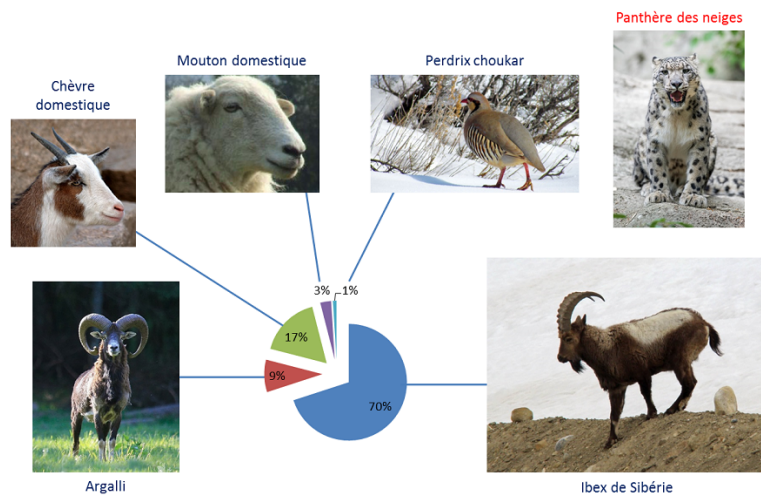 Panthère des neiges
Mouton domestique
Perdrix choukar
Chèvre
domestique
3%
1%
17%
9%
70%
Argalli
Ibex de Sibérie